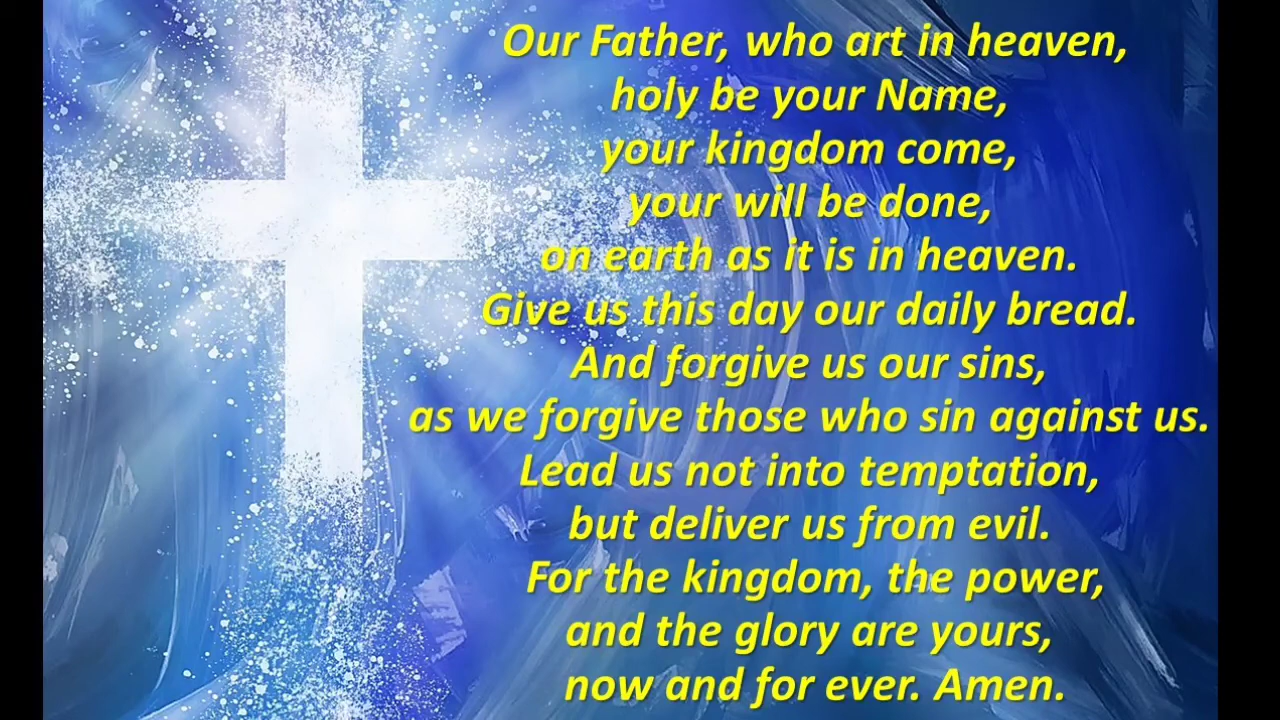 Our Father, who art in heaven,
holy be your Name,
your kingdom come,
your will be done,
on earth as it is in heaven.
Give us this day our daily bread.
And forgive us our sins,
as we forgive those who sin against us.
Lead us not into temptation,
but deliver us from evil.
For the kingdom, the power,
and the glory are yours,
now and for ever. Amen.